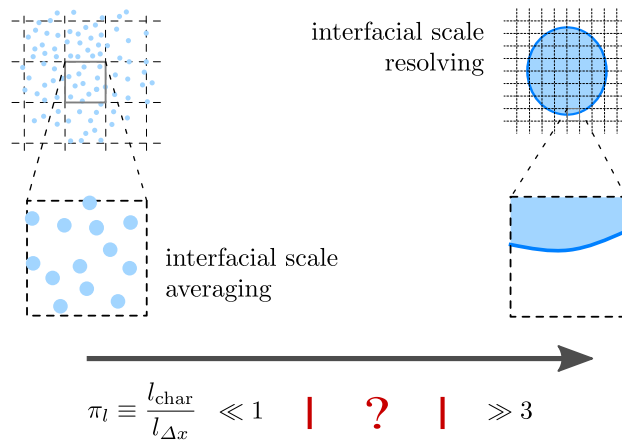 interfacial scale
resolving
interfacial scale
averaging
π_l ≡ l_char / l_Δx ≪ 1 | ? | ≫ 3